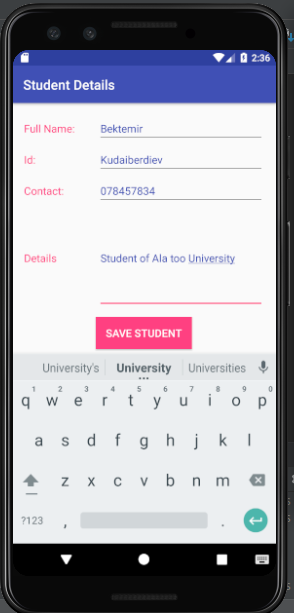 2:36
Student Details
Full Name: Bektemir
Id: Kudaiberdiev
Contact: 078457834
Details Student of Ala too University
SAVE STUDENT
University's University Universities
1 2 3 4 5 6 7 8 9 0
q w e r t y u i o p
a s d f g h j k l
z x c v b n m
?123 , .